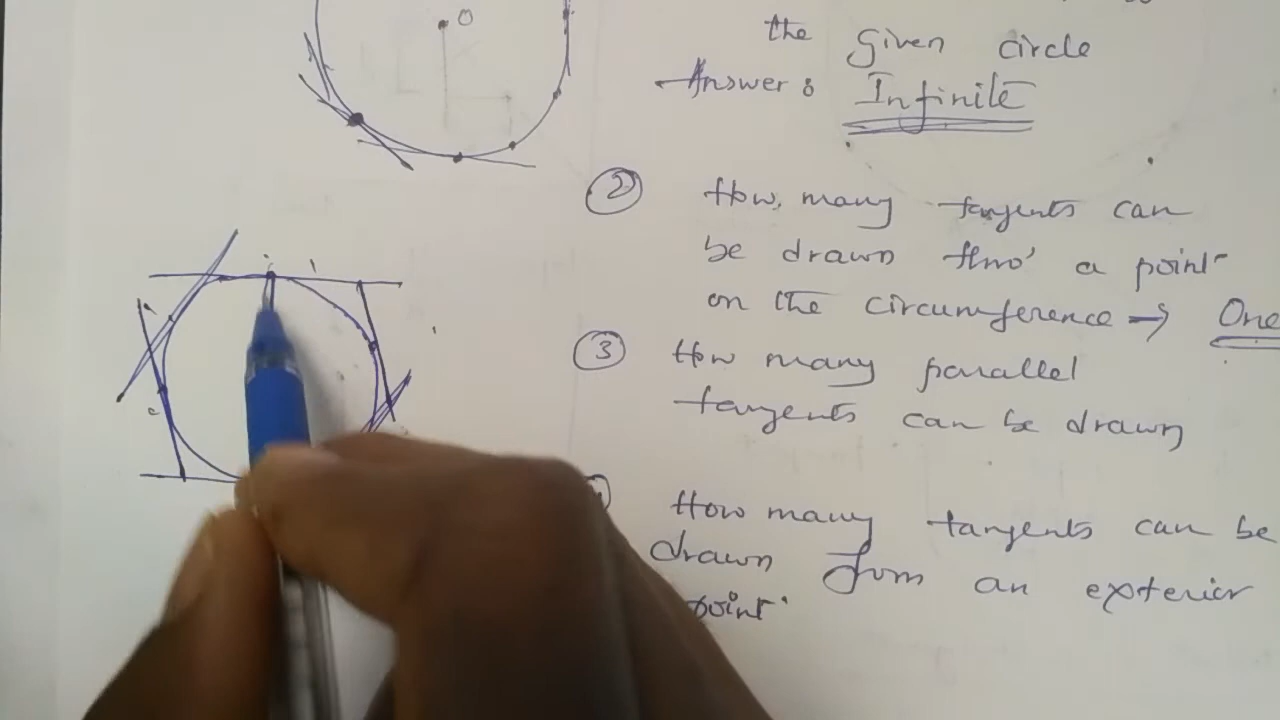 O
the Given circle
Answer: Infinite
② How many tangents can
be drawn thro' a point
on the circumference → One
③ How many parallel
tangents can be drawn
How many tangents can be
drawn from an exterior
point